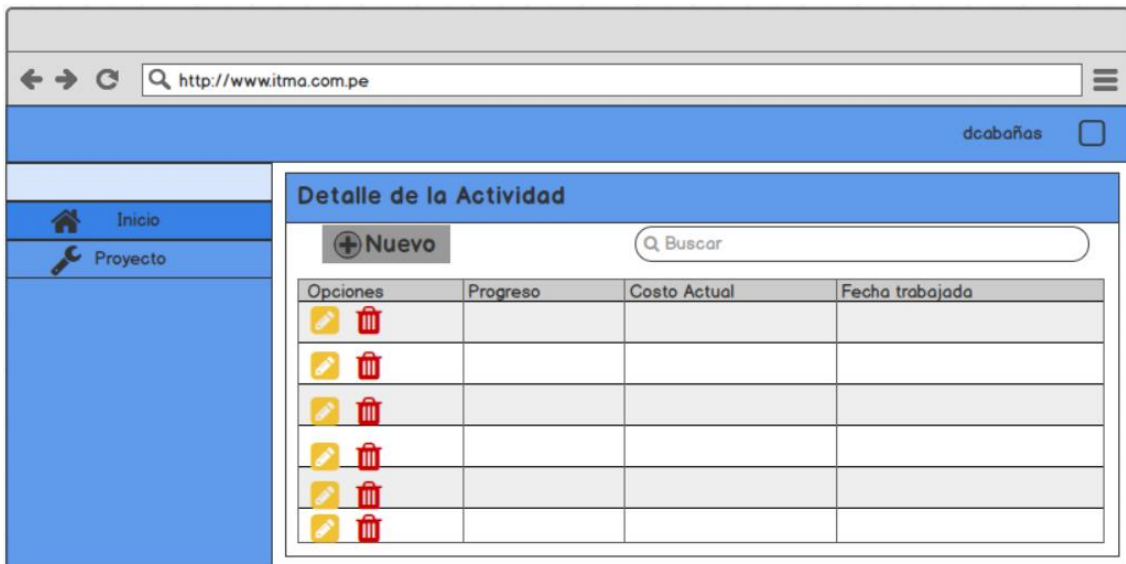 http://www.itma.com.pe
dcabañas
Inicio
Proyecto
Detalle de la Actividad
Nuevo
Buscar
Opciones Progreso Costo Actual Fecha trabajada